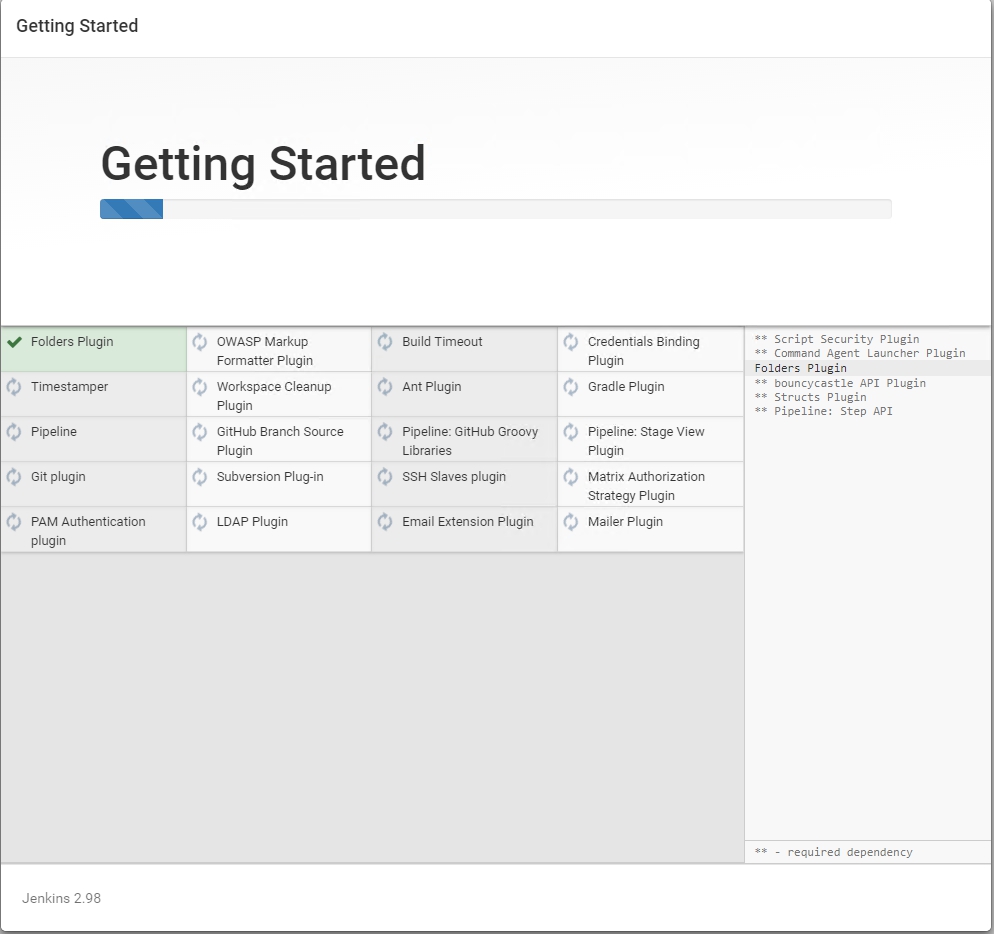 Getting Started
Getting Started
Folders Plugin
OWASP Markup
Formatter Plugin
Build Timeout
Credentials Binding
Plugin
Timestamper
Workspace Cleanup
Plugin
Ant Plugin
Gradle Plugin
Pipeline
GitHub Branch Source
Plugin
Pipeline: GitHub Groovy
Libraries
Pipeline: Stage View
Plugin
Git plugin
Subversion Plug-in
SSH Slaves plugin
Matrix Authorization
Strategy Plugin
PAM Authentication
plugin
LDAP Plugin
Email Extension Plugin
Mailer Plugin
** Script Security Plugin
** Command Agent Launcher Plugin
Folders Plugin
** bouncycastle API Plugin
** Structs Plugin
** Pipeline: Step API
** - required dependency
Jenkins 2.98